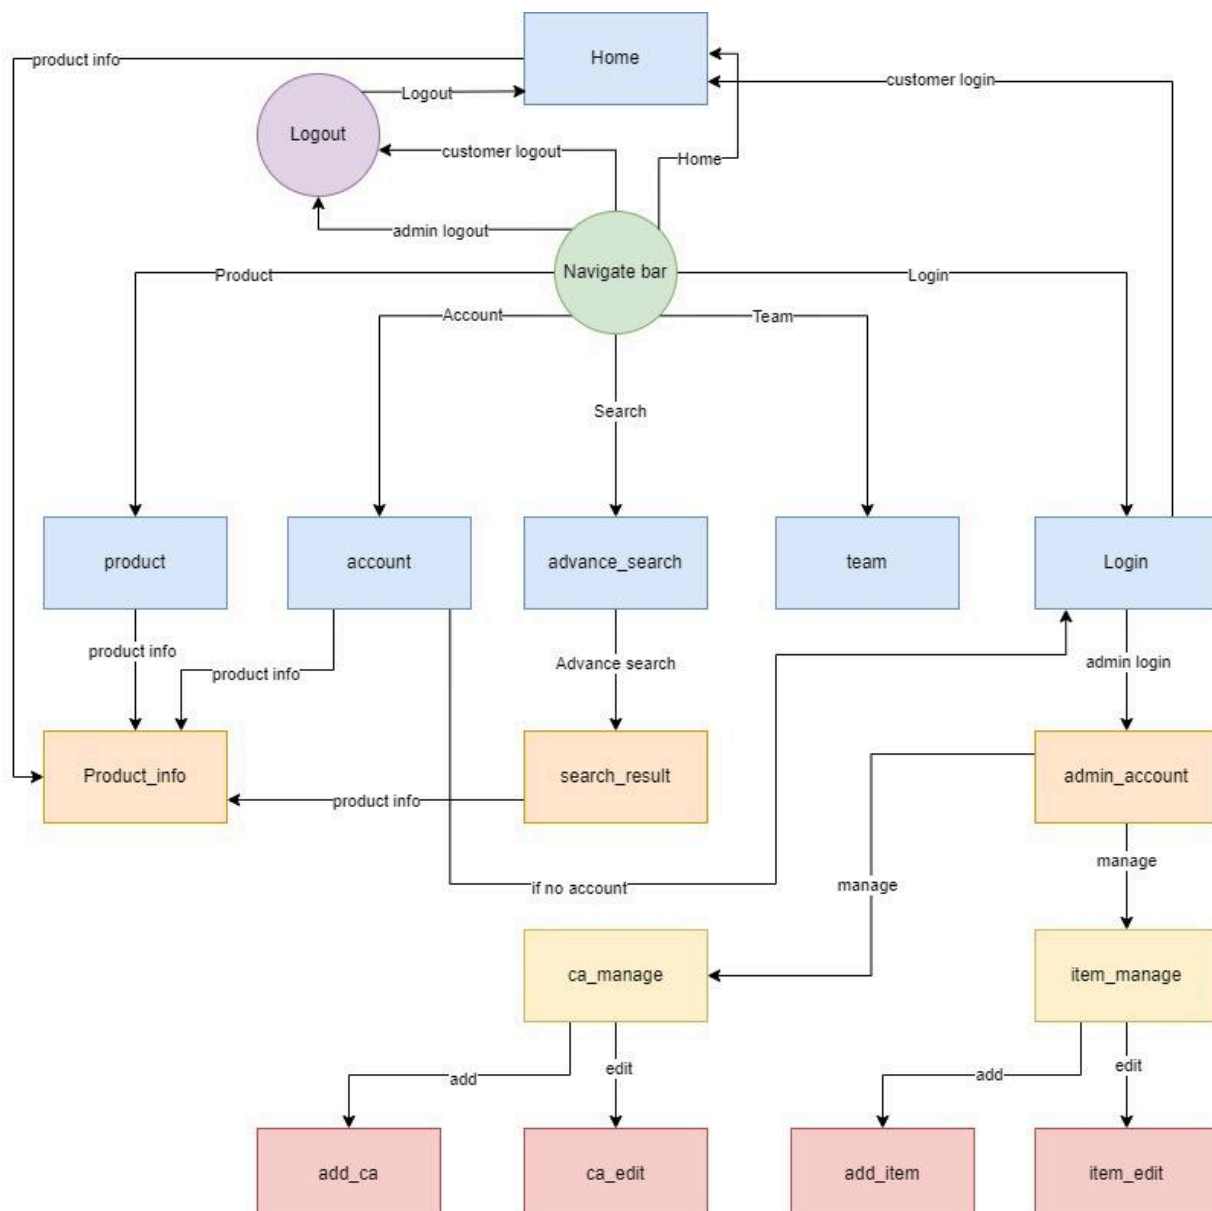 Home
product info
customer login
Logout
Logout
customer logout
Home
admin logout
Navigate bar
Product
Login
Account
Team
Search
product
account
advance_search
team
Login
product info
product info
Advance search
admin login
Product_info
search_result
admin_account
product info
manage
if no account
manage
ca_manage
item_manage
add
edit
add
edit
add_ca
ca_edit
add_item
item_edit